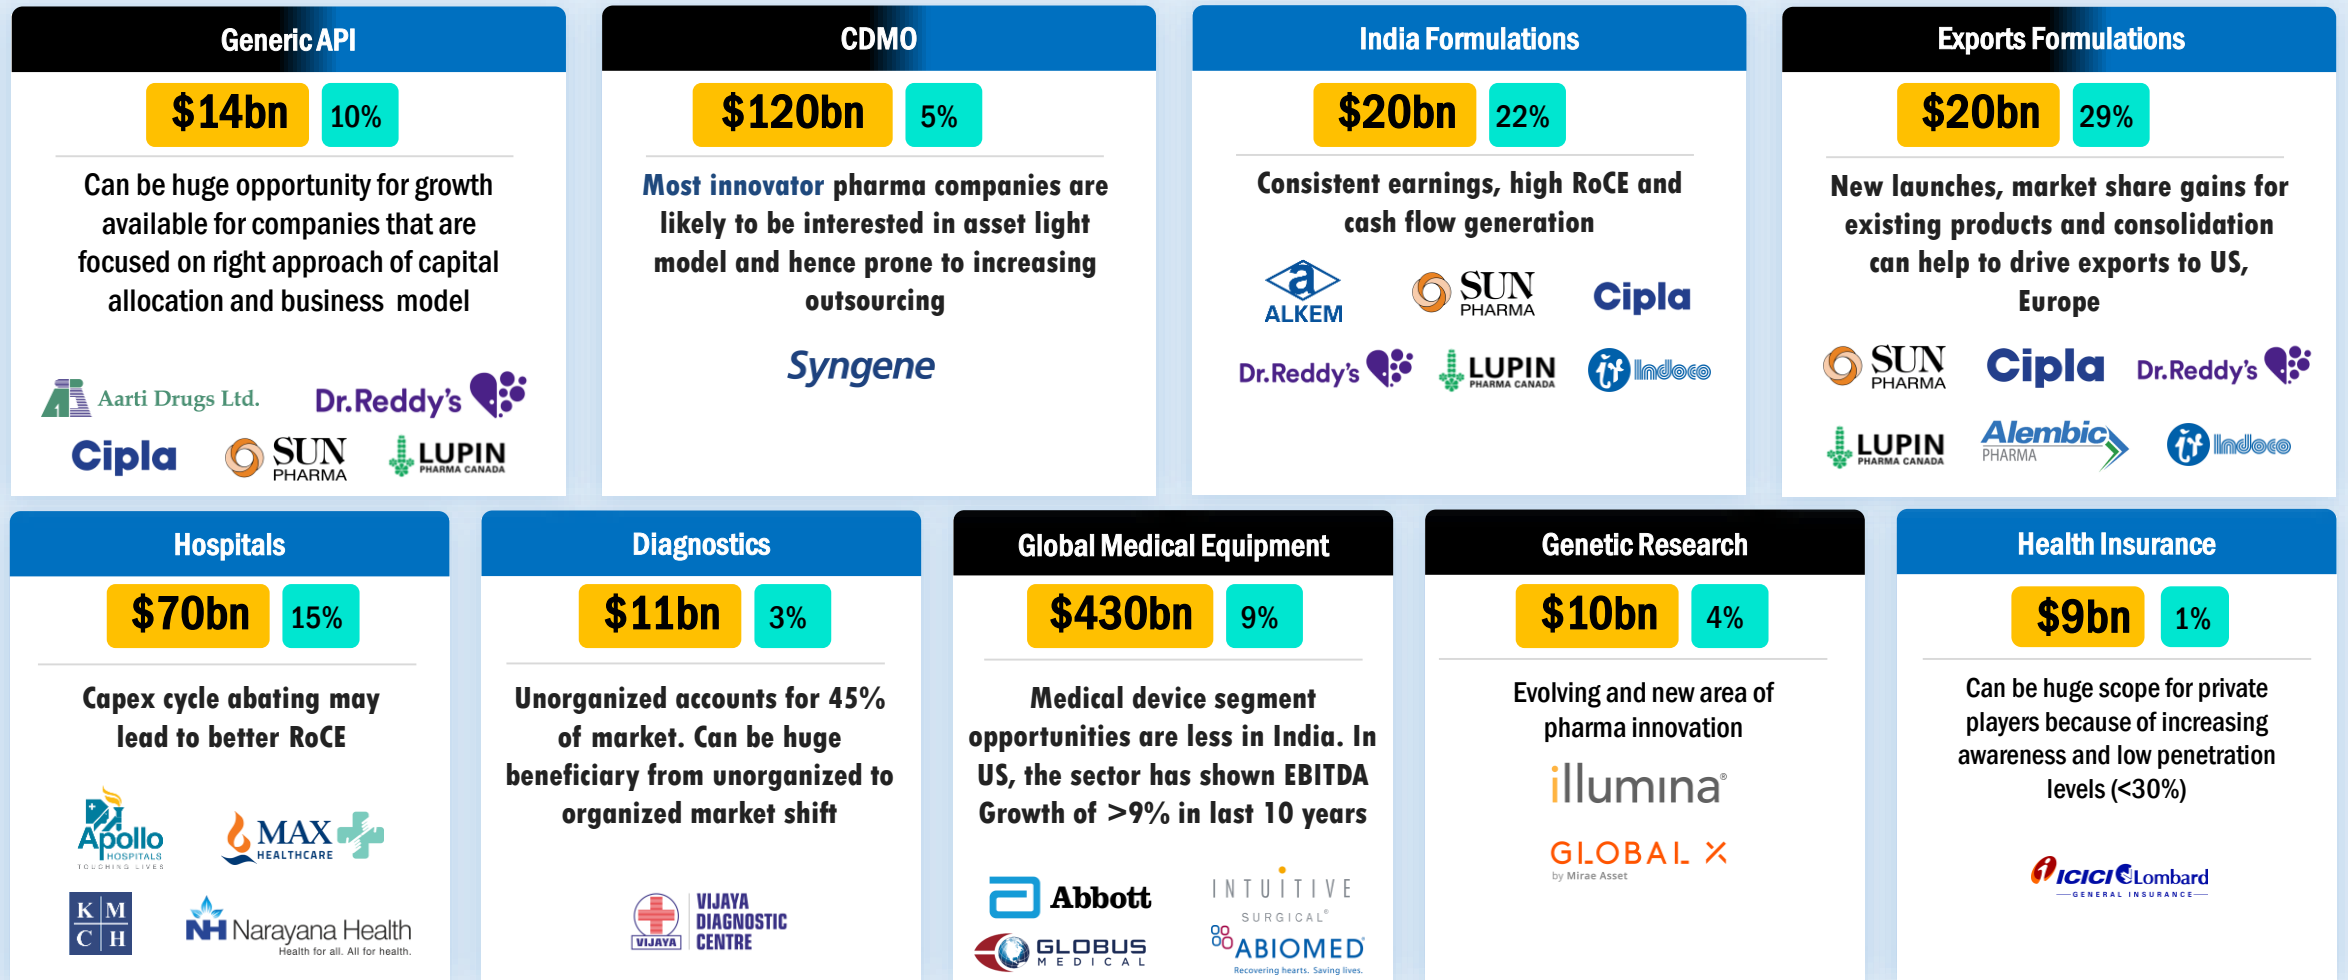 Generic API
$14bn 10%
Can be huge opportunity for growth
available for companies that are
focused on right approach of capital
allocation and business model
Aarti Drugs Ltd. Dr.Reddy's
Cipla SUN PHARMA LUPIN PHARMA CANADA
CDMO
$120bn 5%
Most innovator pharma companies are
likely to be interested in asset light
model and hence prone to increasing
outsourcing
Syngene
India Formulations
$20bn 22%
Consistent earnings, high RoCE and
cash flow generation
a
ALKEM SUN PHARMA Cipla
Dr.Reddy's LUPIN PHARMA CANADA Indoco
Exports Formulations
$20bn 29%
New launches, market share gains for
existing products and consolidation
can help to drive exports to US,
Europe
SUN PHARMA Cipla Dr.Reddy's
LUPIN PHARMA CANADA Alembic PHARMA Indoco
Hospitals
$70bn 15%
Capex cycle abating may
lead to better RoCE
Apollo
HOSPITALS
TOUCHING LIVES
MAX
HEALTHCARE
K M
C H
NH Narayana Health
Health for all. All for health.
Diagnostics
$11bn 3%
Unorganized accounts for 45%
of market. Can be huge
beneficiary from unorganized to
organized market shift
VIJAYA
VIJAYA
DIAGNOSTIC
CENTRE
Global Medical Equipment
$430bn 9%
Medical device segment
opportunities are less in India. In
US, the sector has shown EBITDA
Growth of >9% in last 10 years
Abbott
INTUITIVE
SURGICAL®
GLOBUS
MEDICAL
ABIOMED
Recovering hearts. Saving lives.
Genetic Research
$10bn 4%
Evolving and new area of
pharma innovation
illumina®
GLOBAL X
by Mirae Asset
Health Insurance
$9bn 1%
Can be huge scope for private
players because of increasing
awareness and low penetration
levels (<30%)
ICICI Lombard
GENERAL INSURANCE